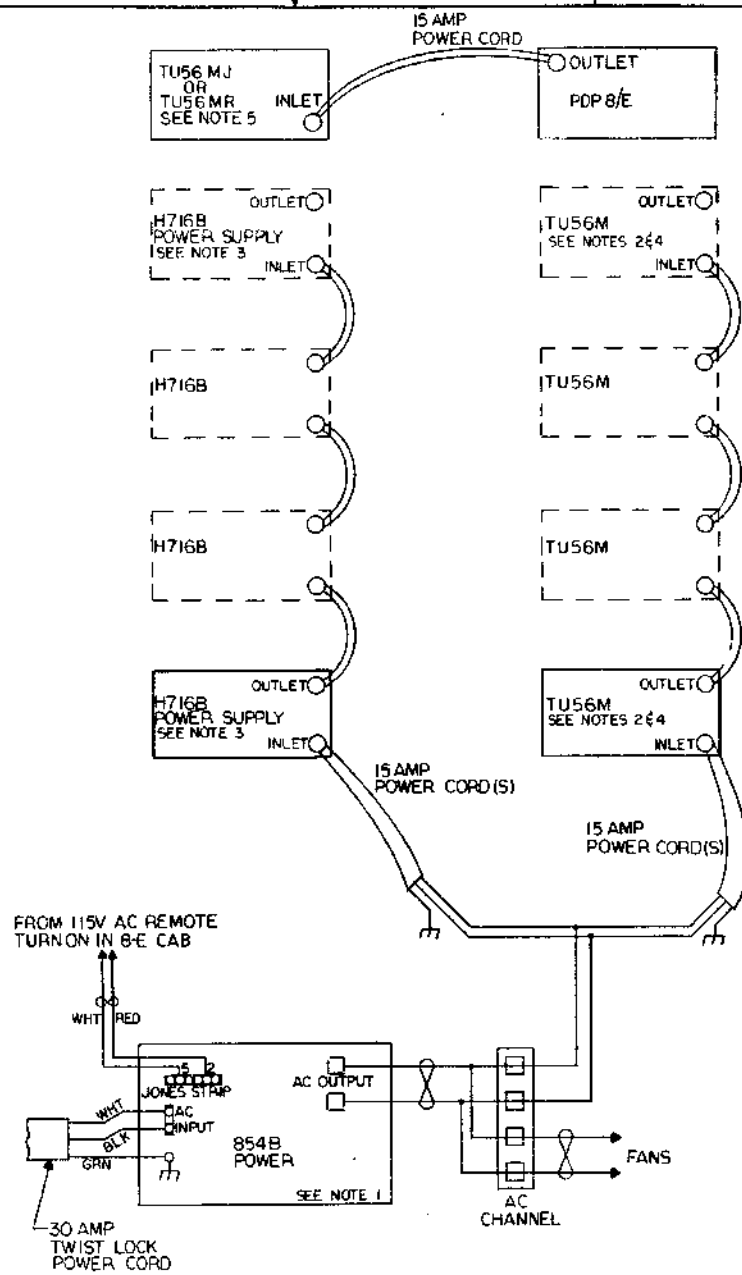 15 AMP
POWER CORD
TU56 MJ
OR
TU56MR
SEE NOTE 5
INLET
OUTLET
PDP 8/E
OUTLET
H716B
POWER SUPPLY
SEE NOTE 3
INLET
OUTLET
TU56M
SEE NOTES 2&4
INLET
H716B
TU56M
H716B
TU56M
OUTLET
H716B
POWER SUPPLY
SEE NOTE 3
INLET
OUTLET
TU56M
SEE NOTES 2&4
INLET
15 AMP
POWER CORD(S)
15 AMP
POWER CORD(S)
FROM 115V AC REMOTE
TURN ON IN 8-E CAB
WHT
RED
5 2
JONES STRIP
AC OUTPUT
WHT
AC
INPUT
BLK
GRN
854B
POWER
SEE NOTE 1
FANS
AC
CHANNEL
30 AMP
TWIST LOCK
POWER CORD